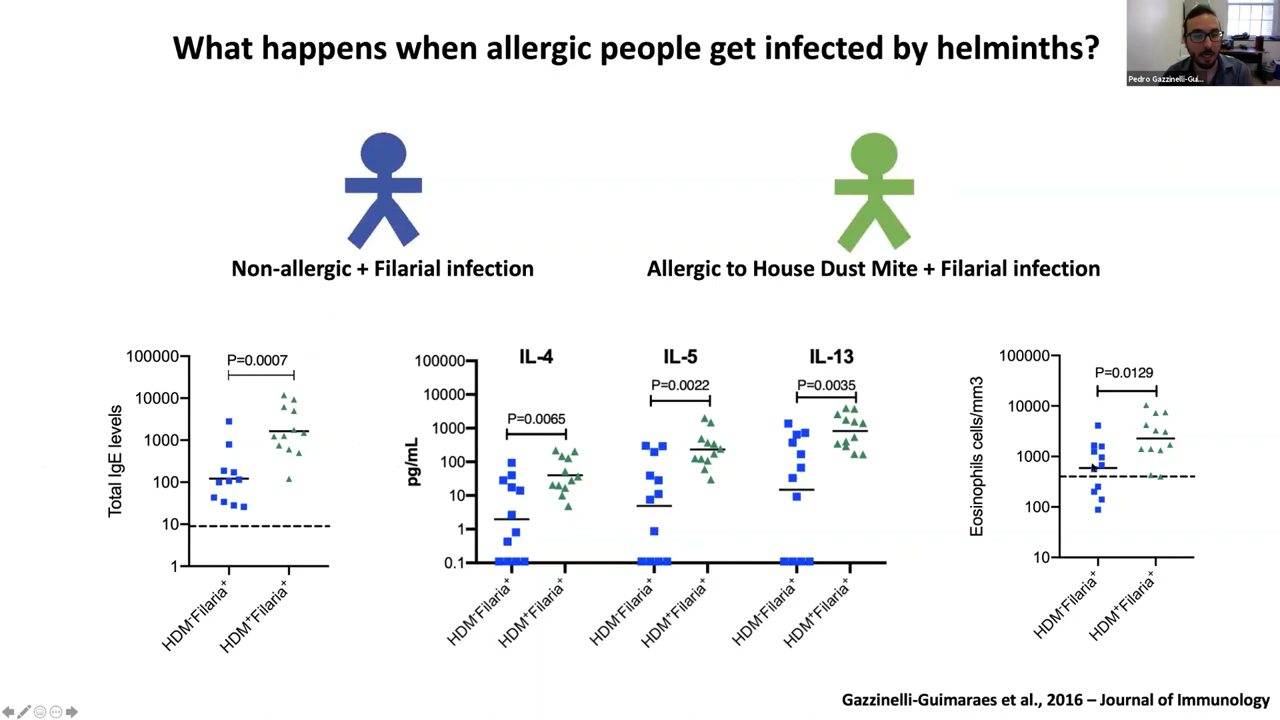 What happens when allergic people get infected by helminths?
Pedro Gazzinelli-Gui...
Non-allergic + Filarial infection
Allergic to House Dust Mite + Filarial infection
Total IgE levels
100000
10000
1000
100
10
1
P=0.0007
HDM⁻Filaria⁺
HDM⁺Filaria⁺
pg/mL
100000
10000
1000
100
10
1
0.1
IL-4
P=0.0065
HDM⁻Filaria⁺
HDM⁺Filaria⁺
IL-5
P=0.0022
HDM⁻Filaria⁺
HDM⁺Filaria⁺
IL-13
P=0.0035
HDM⁻Filaria⁺
HDM⁺Filaria⁺
Eosinophils cells/mm3
100000
10000
1000
100
10
P=0.0129
HDM⁻Filaria⁺
HDM⁺Filaria⁺
Gazzinelli-Guimaraes et al., 2016 – Journal of Immunology